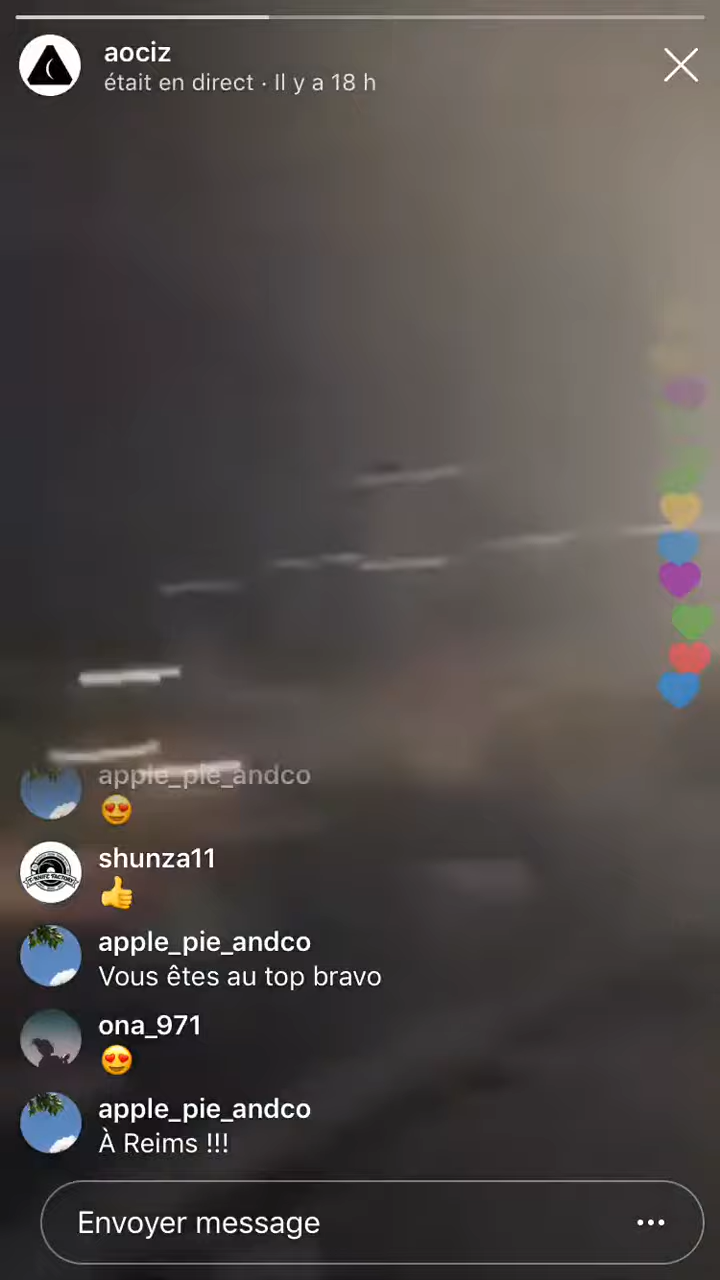 aociz
était en direct · Il y a 18 h
apple_pie_andco
😍
shunza11
👍
apple_pie_andco
Vous êtes au top bravo
ona_971
😍
apple_pie_andco
À Reims !!!
Envoyer message